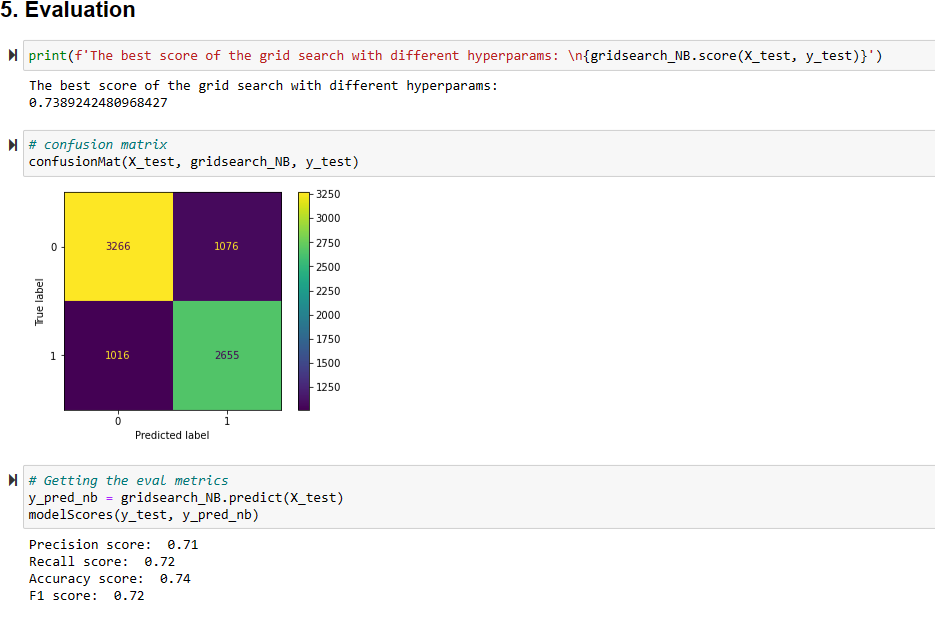 5. Evaluation
print(f'The best score of the grid search with different hyperparams: \n{gridsearch_NB.score(X_test, y_test)}')
The best score of the grid search with different hyperparams:
0.7389242480968427
# confusion matrix
confusionMat(X_test, gridsearch_NB, y_test)
3266 1076
1016 2655
0
1
True label
0 1
Predicted label
3250
3000
2750
2500
2250
2000
1750
1500
1250
# Getting the eval metrics
y_pred_nb = gridsearch_NB.predict(X_test)
modelScores(y_test, y_pred_nb)
Precision score:  0.71
Recall score:  0.72
Accuracy score:  0.74
F1 score:  0.72